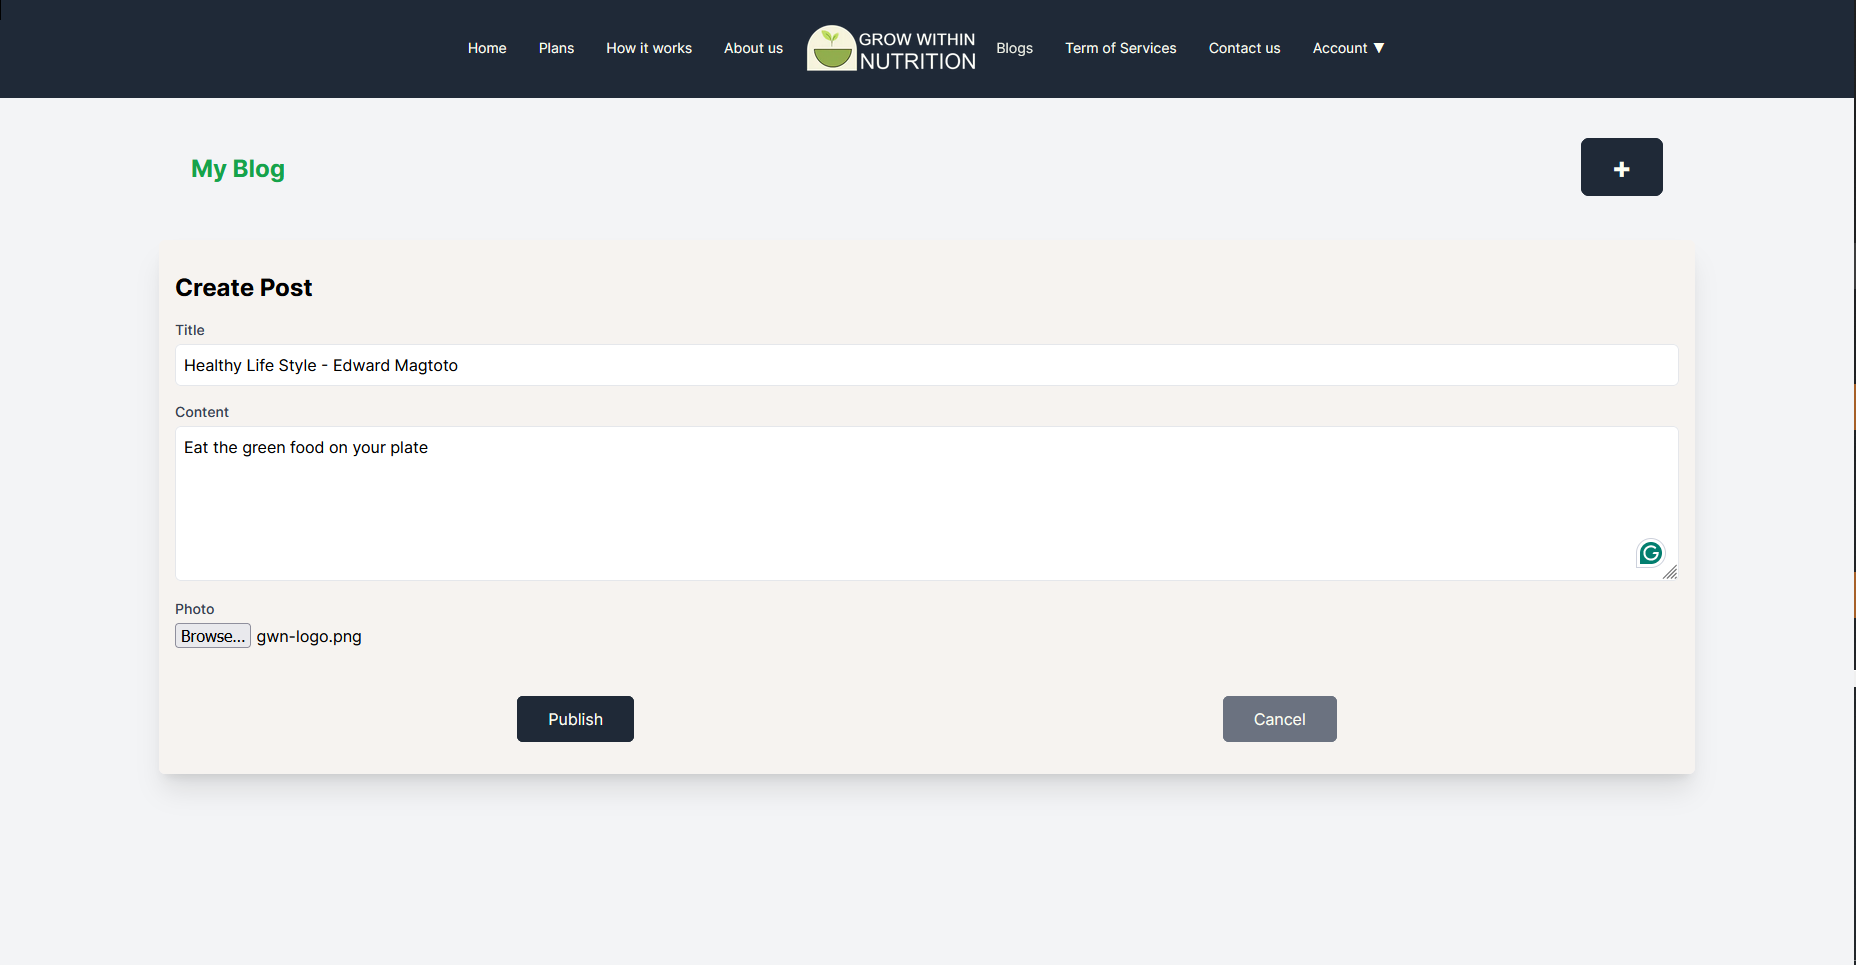 Home Plans How it works About us GROW WITHIN NUTRITION Blogs Term of Services Contact us Account ▼
My Blog +
Create Post
Title
Healthy Life Style - Edward Magtoto
Content
Eat the green food on your plate
G
Photo
Browse... gwn-logo.png
Publish Cancel